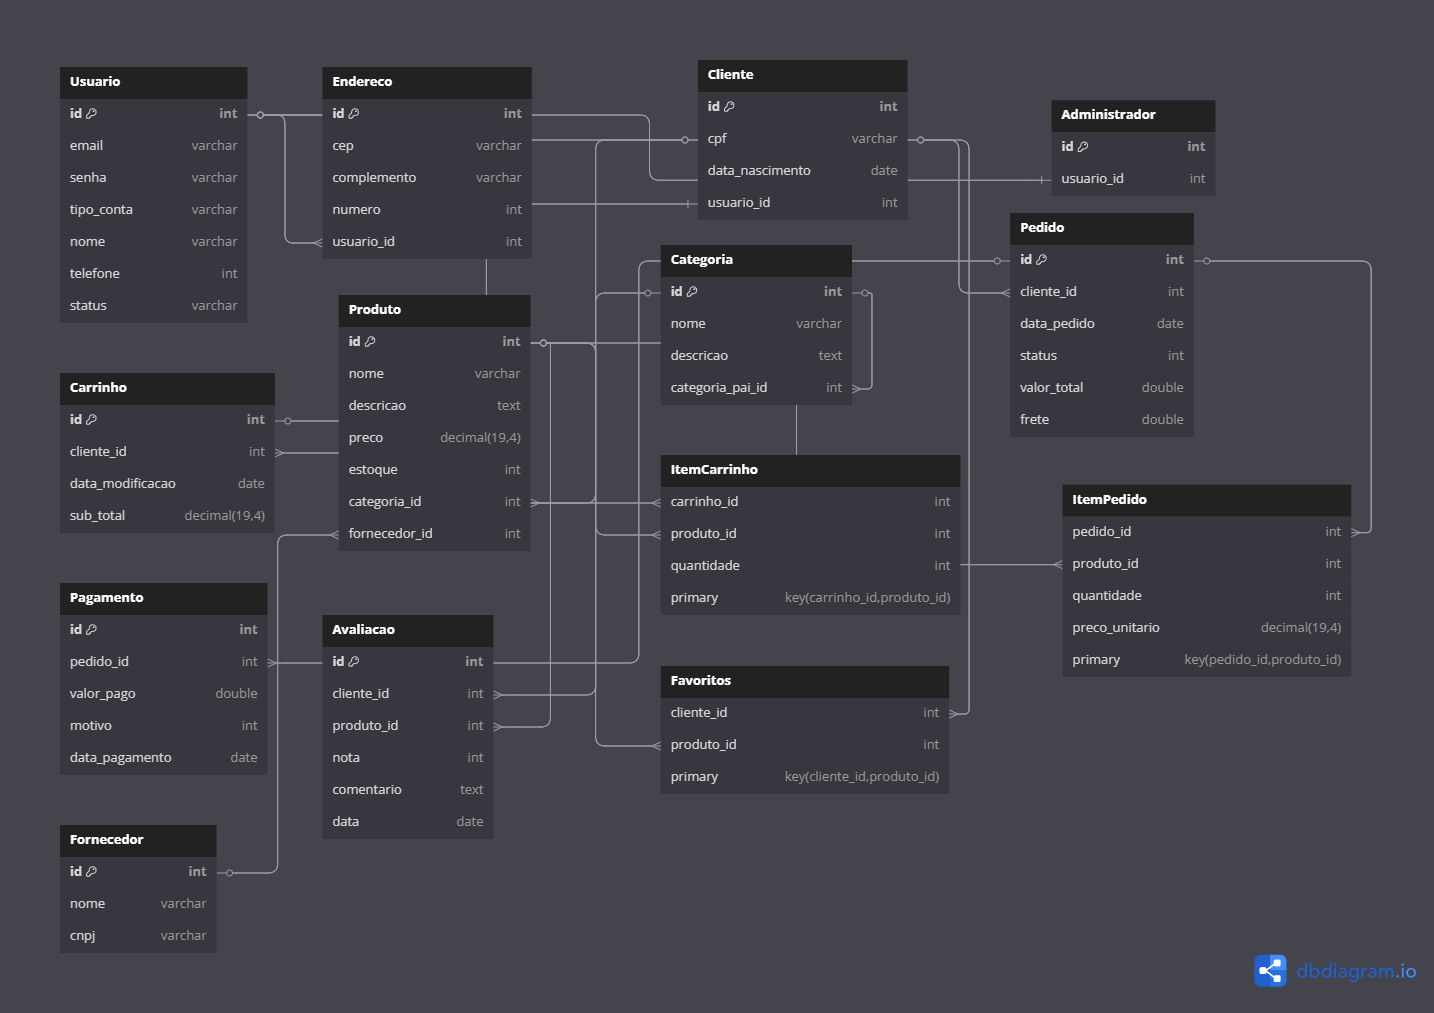 Usuario
id int
email varchar
senha varchar
tipo_conta varchar
nome varchar
telefone int
status varchar
Endereco
id int
cep varchar
complemento varchar
numero int
usuario_id int
Cliente
id int
cpf varchar
data_nascimento date
usuario_id int
Administrador
id int
usuario_id int
Pedido
id int
cliente_id int
data_pedido date
status int
valor_total double
frete double
Categoria
id int
nome varchar
descricao text
categoria_pai_id int
Produto
id int
nome varchar
descricao text
preco decimal(19,4)
estoque int
categoria_id int
fornecedor_id int
Carrinho
id int
cliente_id int
data_modificacao date
sub_total decimal(19,4)
ItemCarrinho
carrinho_id int
produto_id int
quantidade int
primary key(carrinho_id,produto_id)
ItemPedido
pedido_id int
produto_id int
quantidade int
preco_unitario decimal(19,4)
primary key(pedido_id,produto_id)
Pagamento
id int
pedido_id int
valor_pago double
motivo int
data_pagamento date
Avaliacao
id int
cliente_id int
produto_id int
nota int
comentario text
data date
Favoritos
cliente_id int
produto_id int
primary key(cliente_id,produto_id)
Fornecedor
id int
nome varchar
cnpj varchar
dbdiagram.io